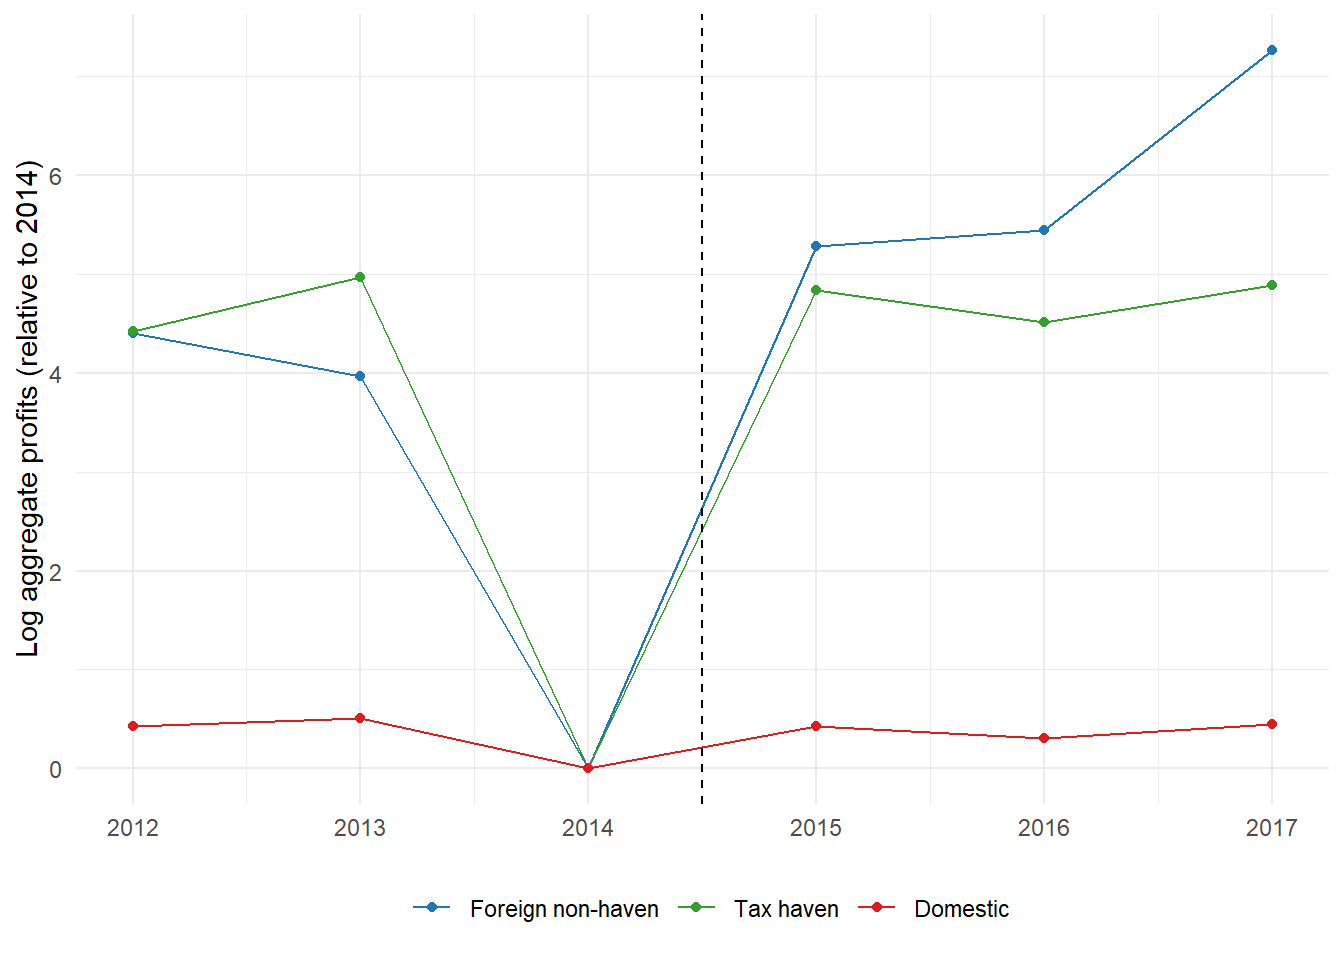 Log aggregate profits (relative to 2014)
6
4
2
0
2012 2013 2014 2015 2016 2017
Foreign non-haven Tax haven Domestic